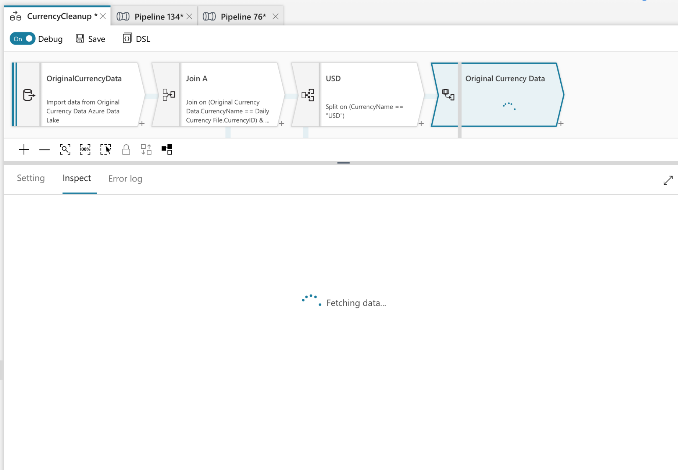 CurrencyCleanup *
Pipeline 134*
Pipeline 76*
On
Debug
Save
DSL
OriginalCurrencyData
Import data from Original
Currency Data Azure Data
Lake
Join A
Join on (Original Currency
Data.CurrencyName == Daily
Currency File.CurrencyID) & ...
USD
Split on (CurrencyName ==
"USD")
Original Currency Data
Setting
Inspect
Error log
Fetching data...